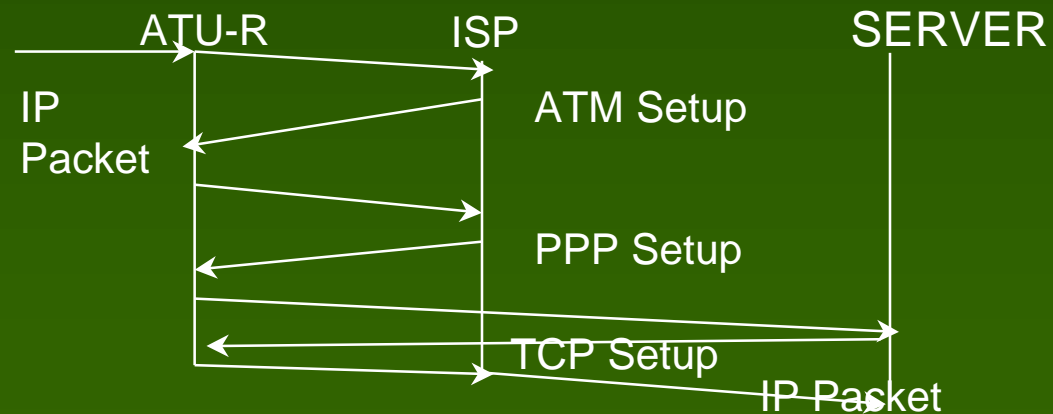 ATU-R
ISP
SERVER
IP
Packet
ATM Setup
PPP Setup
TCP Setup
IP Packet